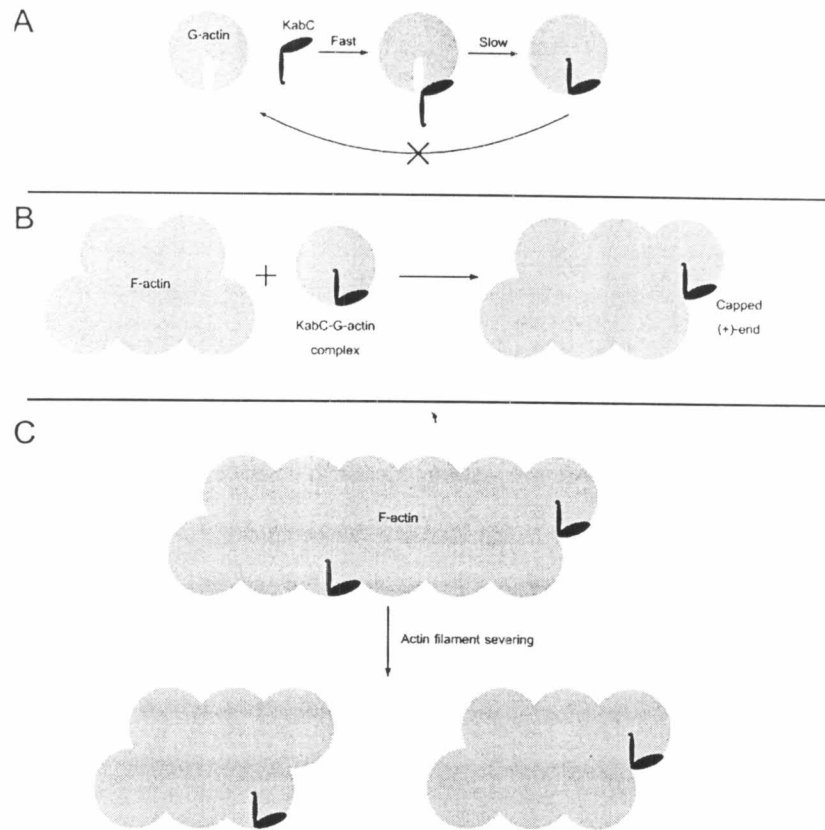 A
G-actin
KabC
Fast
Slow
B
F-actin
+
KabC-G-actin
complex
Capped
(+)-end
C
F-actin
Actin filament severing